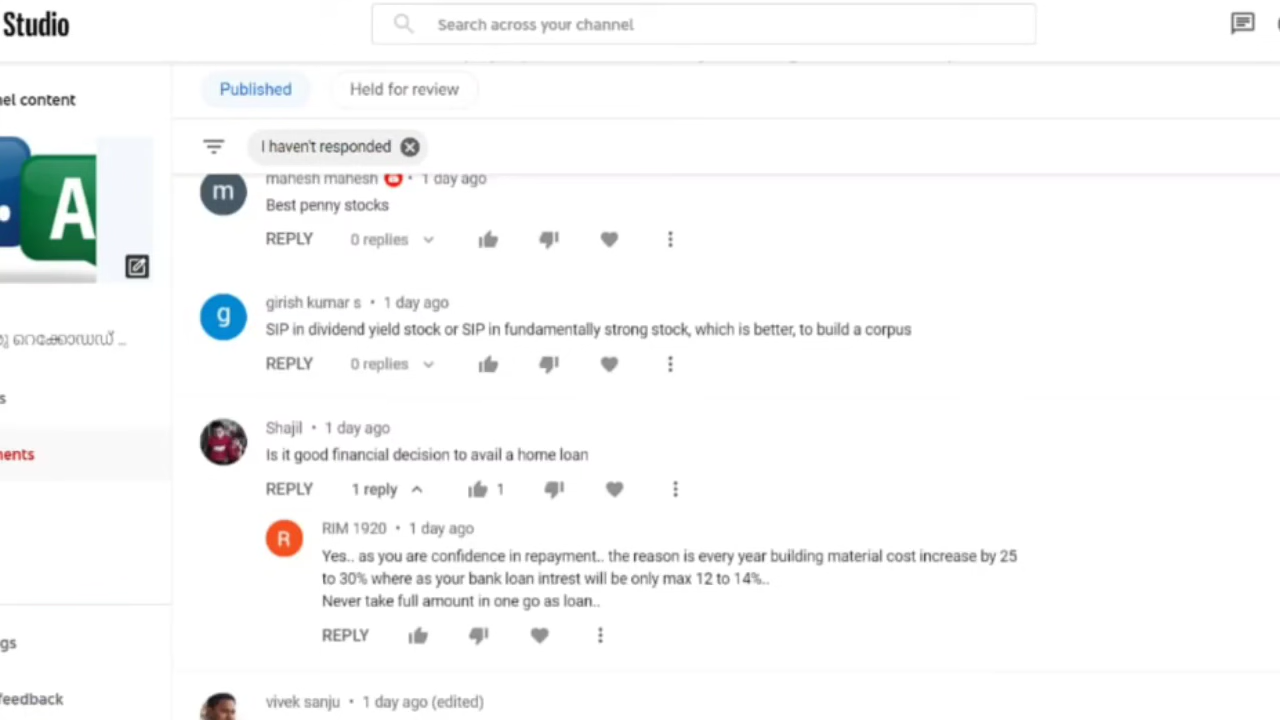 Studio
Search across your channel
nel content
Published
Held for review
I haven't responded
A
m
mahesh mahesh • 1 day ago
Best penny stocks
REPLY 0 replies
g
girish kumar s • 1 day ago
SIP in dividend yield stock or SIP in fundamentally strong stock, which is better, to build a corpus
REPLY 0 replies
രു റെക്കോഡഡ് ...
s
Shajil • 1 day ago
Is it good financial decision to avail a home loan
nents
REPLY 1 reply 1
R
RIM 1920 • 1 day ago
Yes.. as you are confidence in repayment.. the reason is every year building material cost increase by 25
to 30% where as your bank loan intrest will be only max 12 to 14%..
Never take full amount in one go as loan..
REPLY
gs
feedback
vivek sanju • 1 day ago (edited)